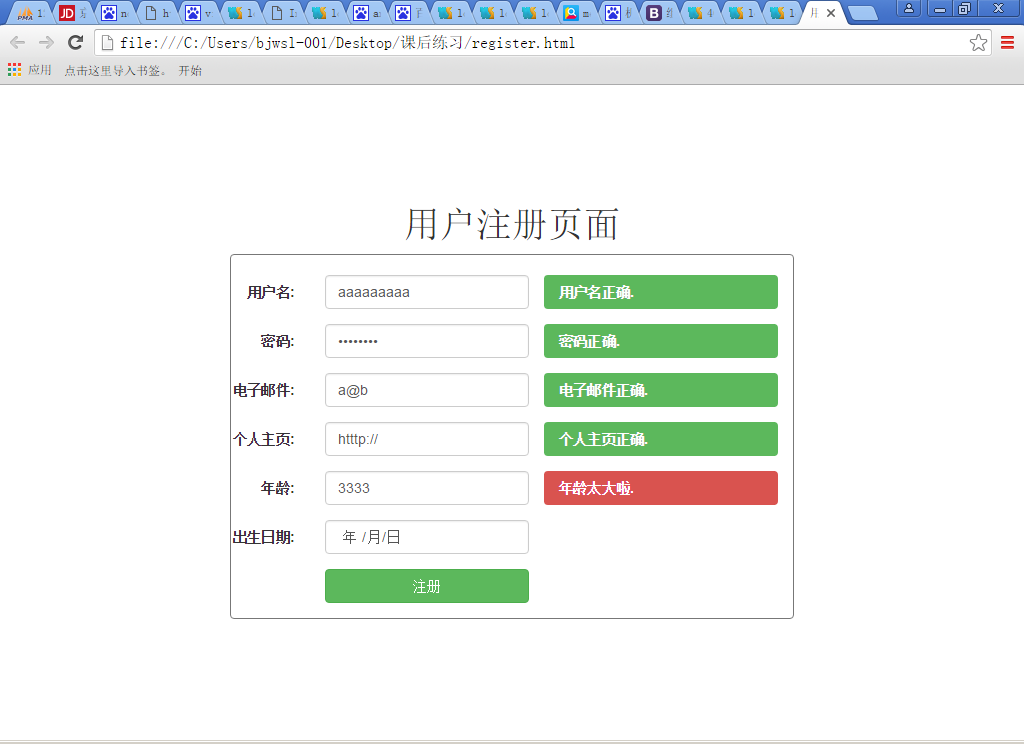 file:///C:/Users/bjwsl-001/Desktop/课后练习/register.html
应用 点击这里导入书签。 开始
用户注册页面
用户名: aaaaaaaaa 用户名正确.
密码: •••••••• 密码正确.
电子邮件: a@b 电子邮件正确.
个人主页: htttp:// 个人主页正确.
年龄: 3333 年龄太大啦.
出生日期: 年 /月/日
注册